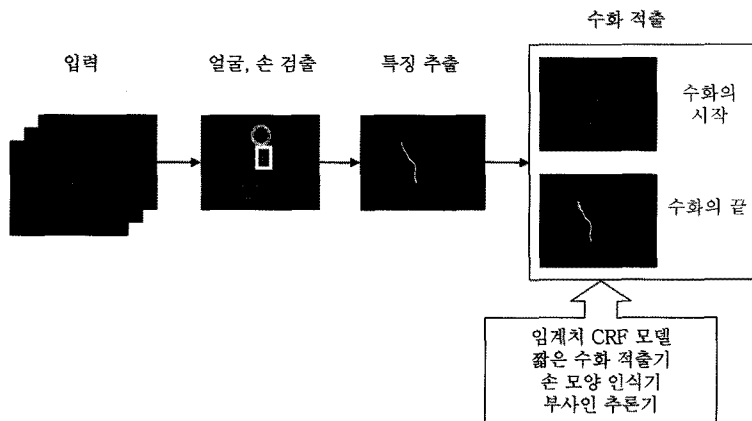 수화 적출
입력
얼굴, 손 검출
특징 추출
수화의
시작
수화의 끝
임계치 CRF 모델
짧은 수화 적출기
손 모양 인식기
부사인 추론기